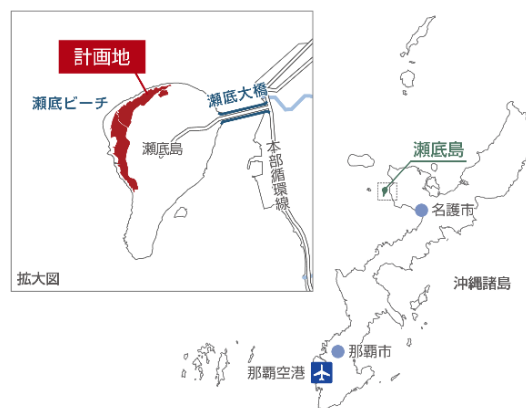 計画地
瀬底ビーチ
瀬底大橋
瀬底島
本部循環線
拡大図
瀬底島
名護市
沖縄諸島
那覇市
那覇空港